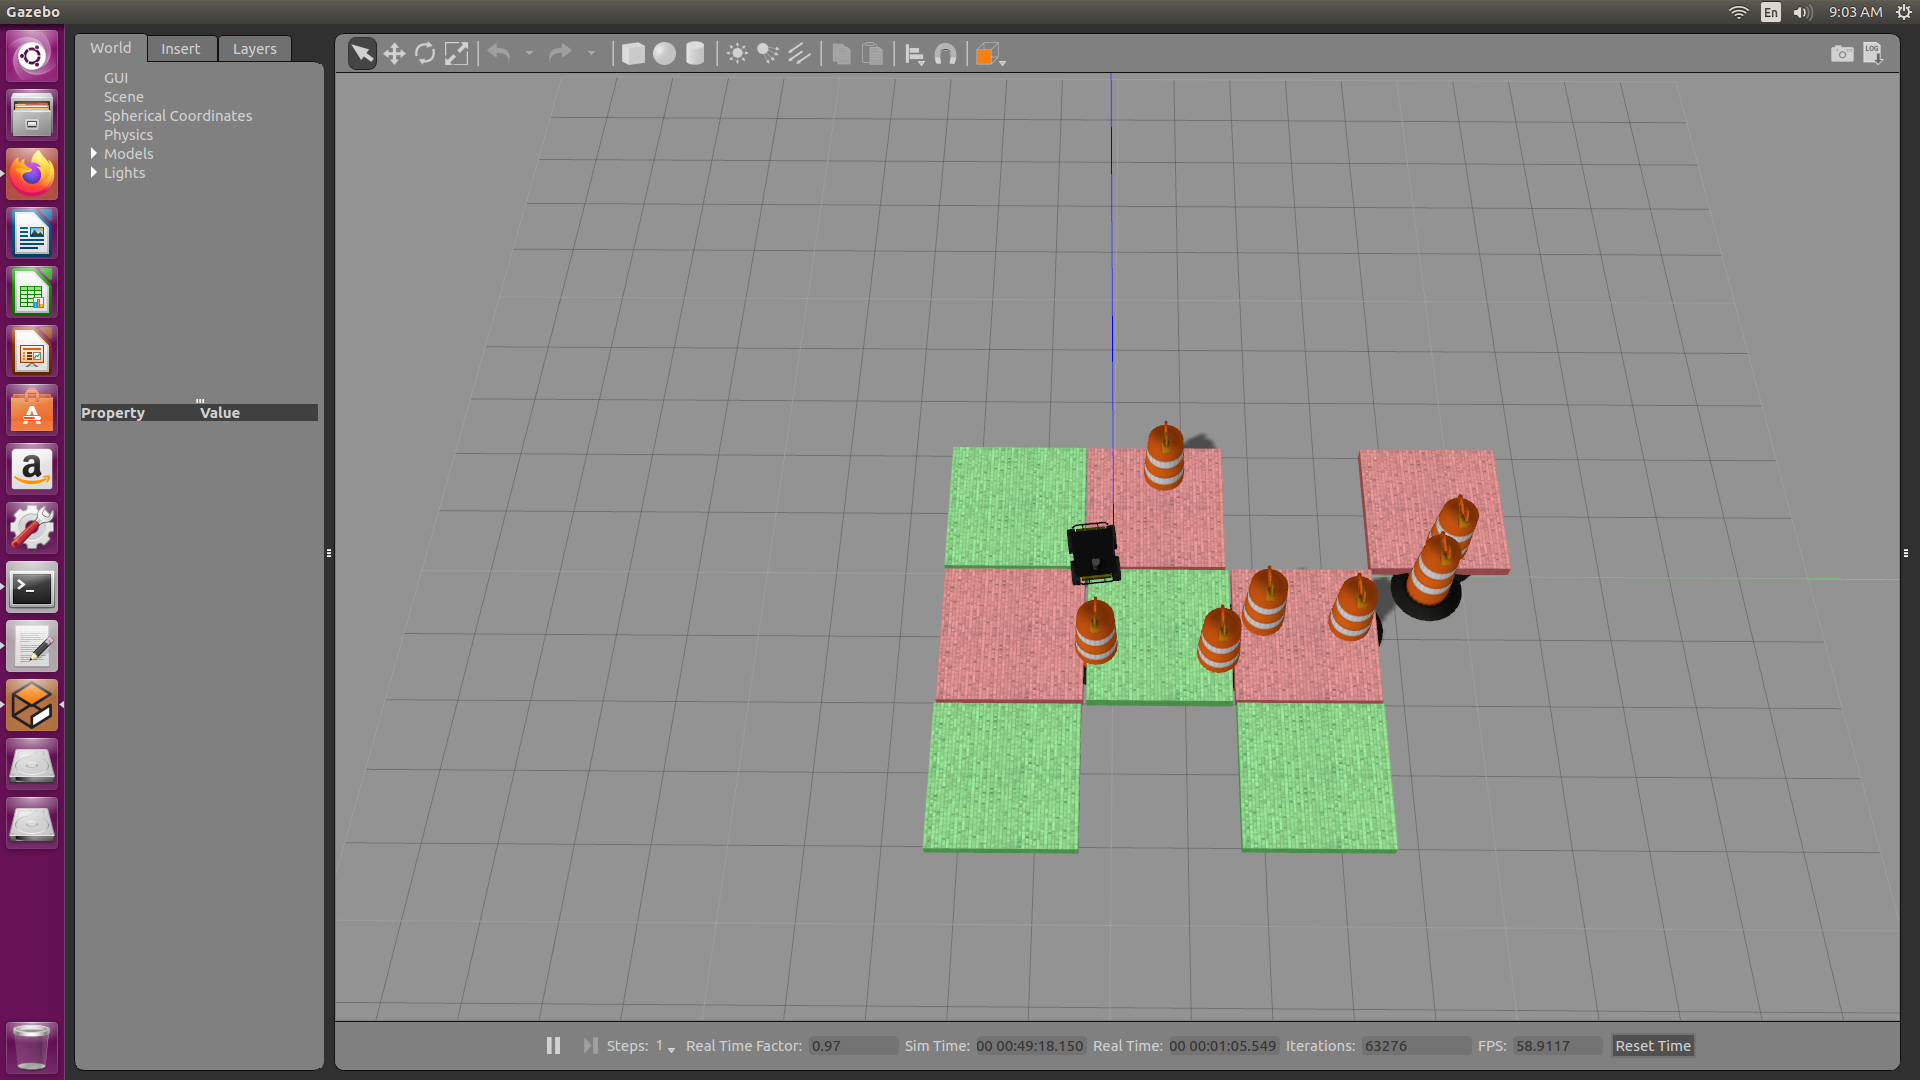 Gazebo
En
9:03 AM
World Insert Layers
LOG
GUI
Scene
Spherical Coordinates
Physics
Models
Lights
Property Value
Steps: 1 Real Time Factor: 0.97 Sim Time: 00 00:49:18.150 Real Time: 00 00:01:05.549 Iterations: 63276 FPS: 58.9117 Reset Time